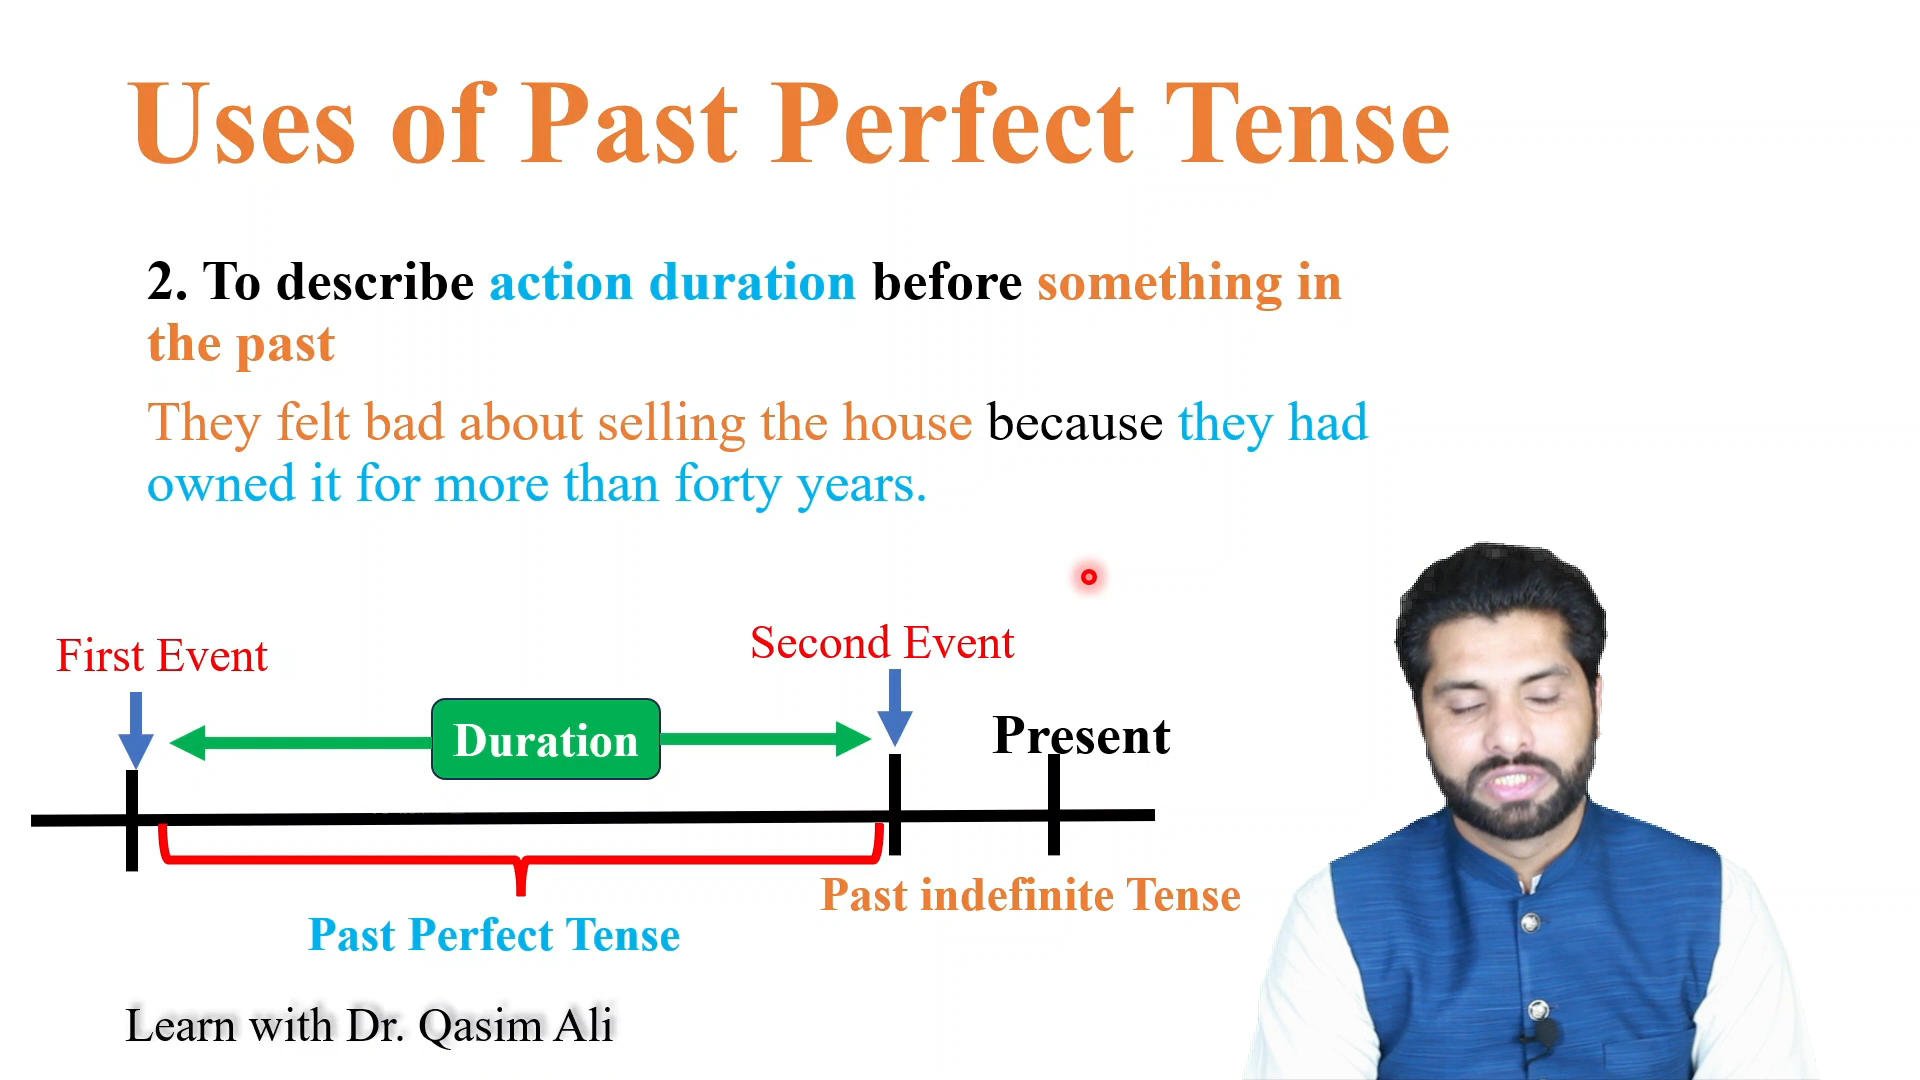 Uses of Past Perfect Tense
2. To describe action duration before something in
the past
They felt bad about selling the house because they had
owned it for more than forty years.
First Event
Second Event
Duration
Present
Past indefinite Tense
Past Perfect Tense
Learn with Dr. Qasim Ali